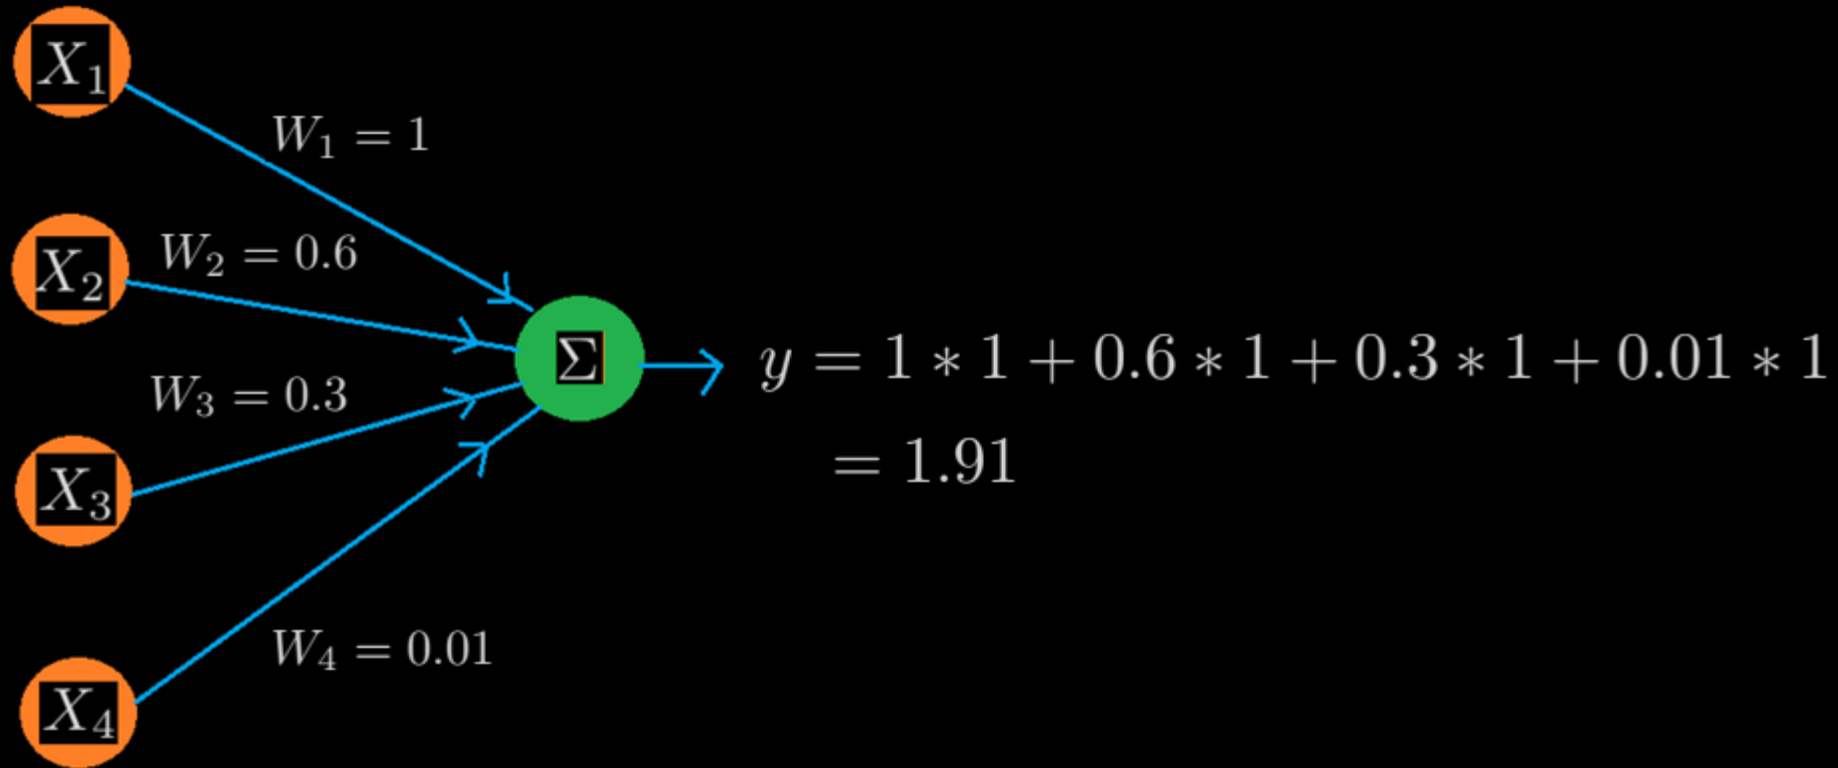 X₁
W₁ = 1
X₂
W₂ = 0.6
Σ
y = 1 * 1 + 0.6 * 1 + 0.3 * 1 + 0.01 * 1
= 1.91
W₃ = 0.3
X₃
W₄ = 0.01
X₄